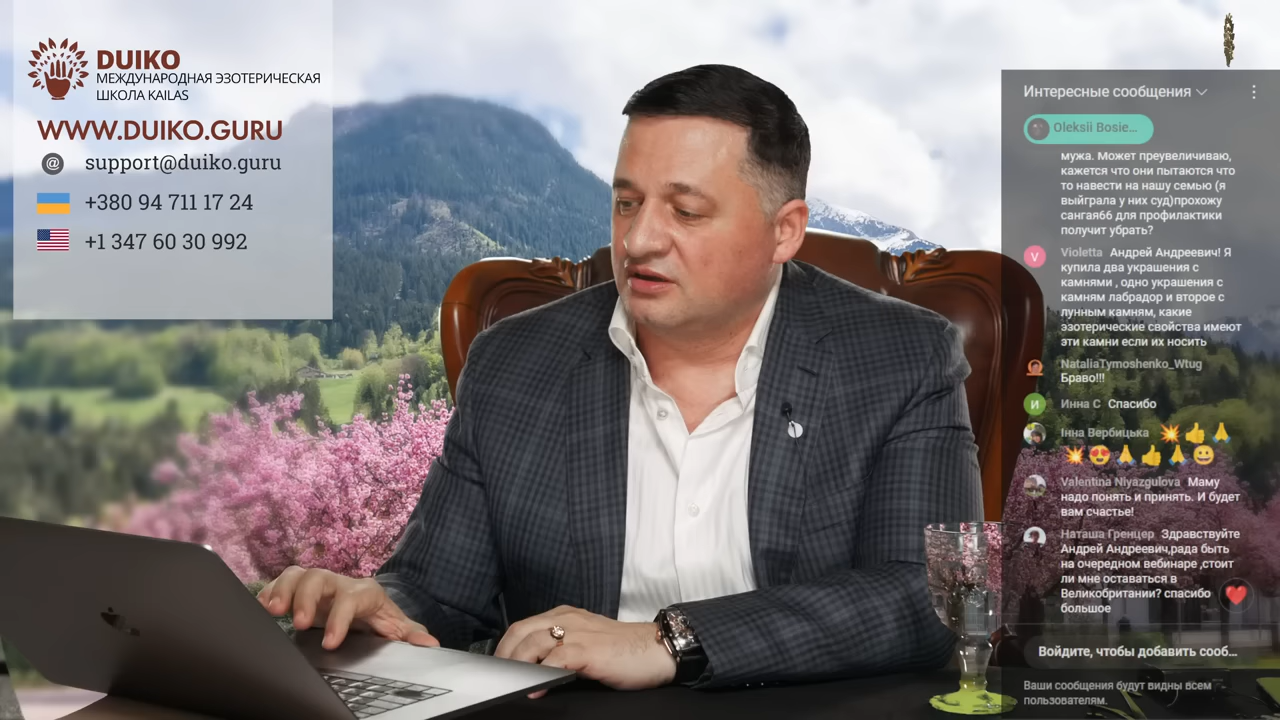 DUIKO
МЕЖДУНАРОДНАЯ ЭЗОТЕРИЧЕСКАЯ
ШКОЛА KAILAS
WWW.DUIKO.GURU
@ support@duiko.guru
+380 94 711 17 24
+1 347 60 30 992
Интересные сообщения
Oleksii Bosie...
мужа. Может преувеличиваю,
кажется что они пытаются что
то навести на нашу семью (я
выиграла у них суд)прохожу
сангая66 для профилактики
получит убрать?
V Violetta Андрей Андреевич! Я
купила два украшения с
камнями , одно украшения с
камням лабрадор и второе с
лунным камням, какие
эзотерические свойства имеют
эти камни если их носить
NataliaTymoshenko_Wtug
Браво!!!
И Инна С Спасибо
Інна Вербицька 💥👍🙏
💥😍🙏👍🙏😀
Valentina Niyazgulova Маму
надо понять и принять. И будет
вам счастье!
Наташа Гренцер Здравствуйте
Андрей Андреевич,рада быть
на очередном вебинаре ,стоит
ли мне оставаться в
Великобритании? спасибо
большое
Войдите, чтобы добавить сооб...
Ваши сообщения будут видны всем
пользователям.